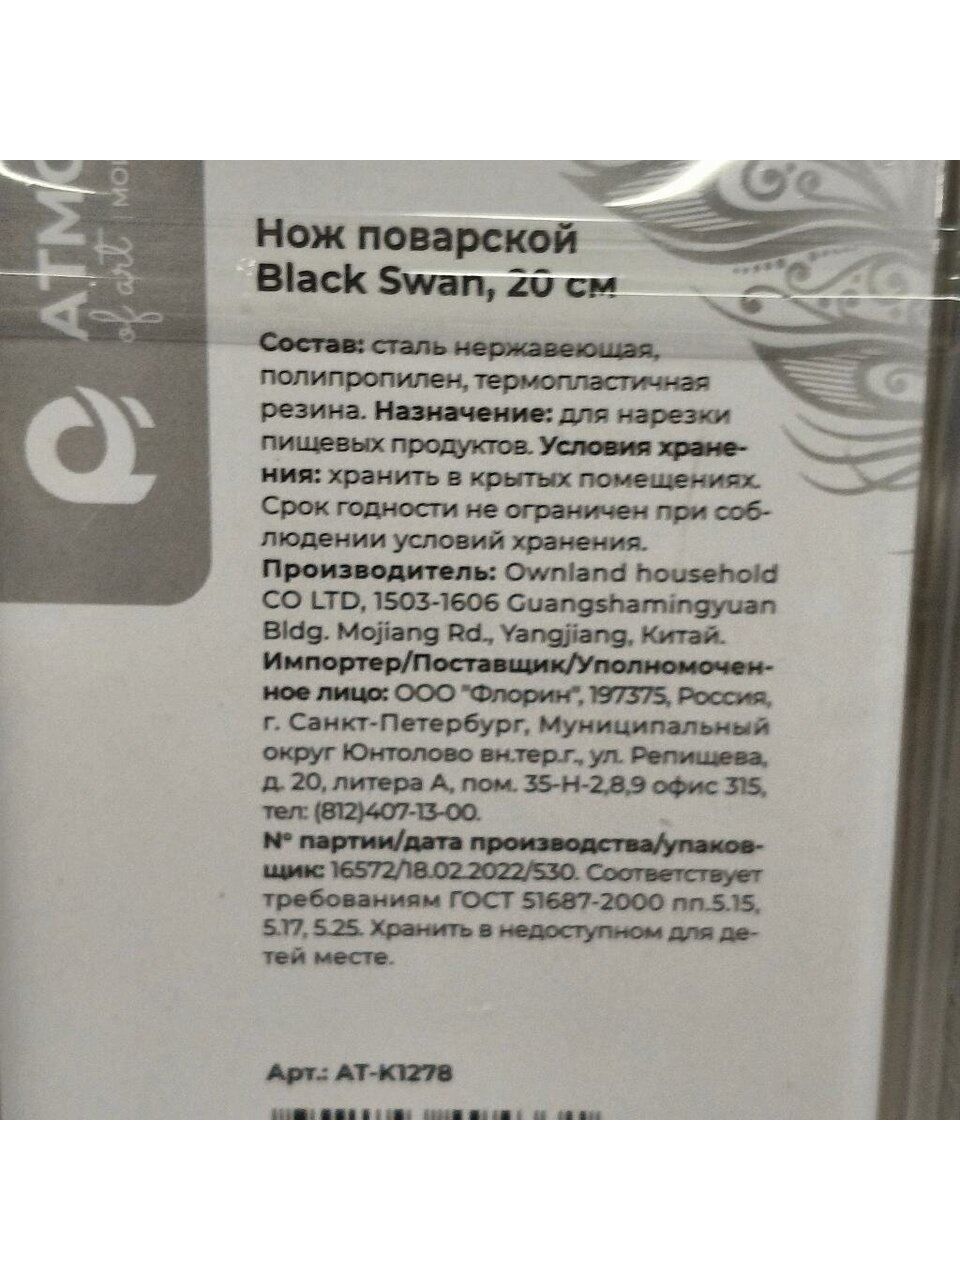 АТМО
of art
МОІ
Нож поварской
Black Swan, 20 см
Состав: сталь нержавеющая,
полипропилен, термопластичная
резина. Назначение: для нарезки
пищевых продуктов. Условия хране-
ния: хранить в крытых помещениях.
Срок годности не ограничен при соб-
людении условий хранения.
Производитель: Ownland household
CO LTD, 1503-1606 Guangshamingyuan
Bldg. Mojiang Rd., Yangjiang, Китай.
Импортер/Поставщик/Уполномочен-
ное лицо: ООО "Флорин", 197375, Россия,
г. Санкт-Петербург, Муниципальный
округ Юнтолово вн.тер.г., ул. Репищева,
д. 20, литера А, пом. 35-Н-2,8,9 офис 315,
тел: (812)407-13-00.
№ партии/дата производства/упаков-
щик: 16572/18.02.2022/530. Соответствует
требованиям ГОСТ 51687-2000 пп.5.15,
5.17, 5.25. Хранить в недоступном для де-
тей месте.
Арт.: AT-K1278